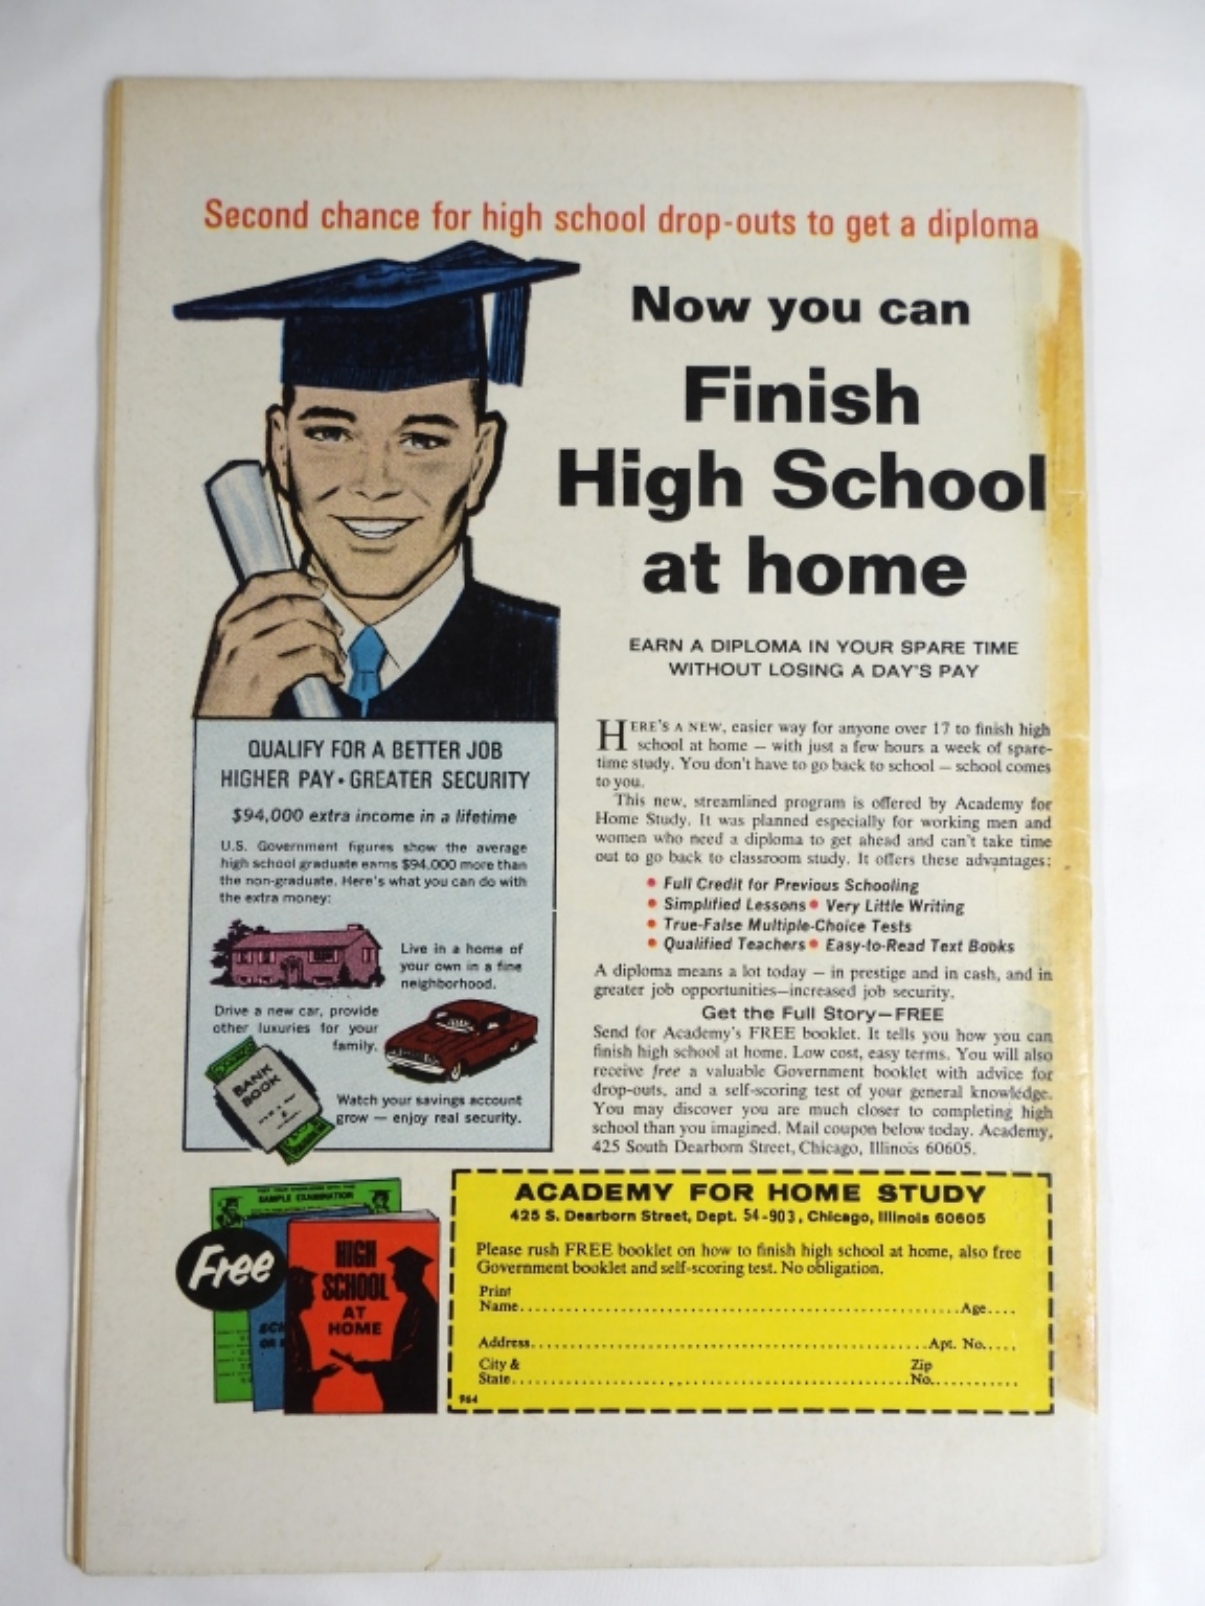 Second chance for high school drop-outs to get a diploma
Now you can
Finish
High School
at home
EARN A DIPLOMA IN YOUR SPARE TIME
WITHOUT LOSING A DAY'S PAY
QUALIFY FOR A BETTER JOB
HIGHER PAY • GREATER SECURITY
$94,000 extra income in a lifetime
U.S. Government figures show the average
high school graduate earns $94,000 more than
the non-graduate. Here's what you can do with
the extra money:
Live in a home of
your own in a fine
neighborhood.
Drive a new car, provide
other luxuries for your
family.
BANK
BOOK
Watch your savings account
grow — enjoy real security.
HERE'S A NEW, easier way for anyone over 17 to finish high
school at home — with just a few hours a week of spare-
time study. You don't have to go back to school — school comes
to you.
This new, streamlined program is offered by Academy for
Home Study. It was planned especially for working men and
women who need a diploma to get ahead and can't take time
out to go back to classroom study. It offers these advantages:
• Full Credit for Previous Schooling
• Simplified Lessons • Very Little Writing
• True-False Multiple-Choice Tests
• Qualified Teachers • Easy-to-Read Text Books
A diploma means a lot today — in prestige and in cash, and in
greater job opportunities—increased job security.
Get the Full Story—FREE
Send for Academy's FREE booklet. It tells you how you can
finish high school at home. Low cost, easy terms. You will also
receive free a valuable Government booklet with advice for
drop-outs, and a self-scoring test of your general knowledge.
You may discover you are much closer to completing high
school than you imagined. Mail coupon below today. Academy,
425 South Dearborn Street, Chicago, Illinois 60605.
SAMPLE EXAMINATION
Free
HIGH
SCHOOL
AT
HOME
ACADEMY FOR HOME STUDY
425 S. Dearborn Street, Dept. 54-903, Chicago, Illinois 60605
Please rush FREE booklet on how to finish high school at home, also free
Government booklet and self-scoring test. No obligation.
Print
Name..........Age....
Address..........Apt. No.....
City & Zip
State..........No..........
964